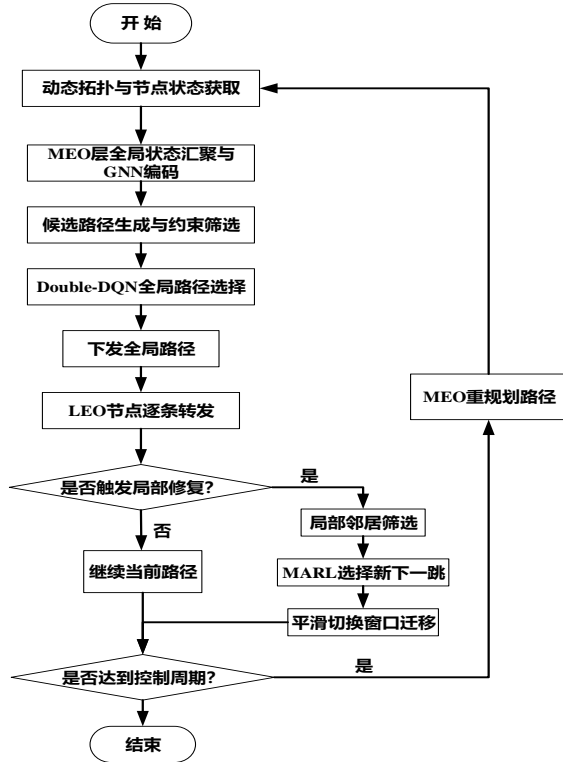 开 始
动态拓扑与节点状态获取
MEO层全局状态汇聚与
GNN编码
候选路径生成与约束筛选
Double-DQN全局路径选择
下发全局路径
MEO重规划路径
LEO节点逐条转发
是否触发局部修复？
是
局部邻居筛选
否
继续当前路径
MARL选择新下一跳
平滑切换窗口迁移
是否达到控制周期？
是
结束